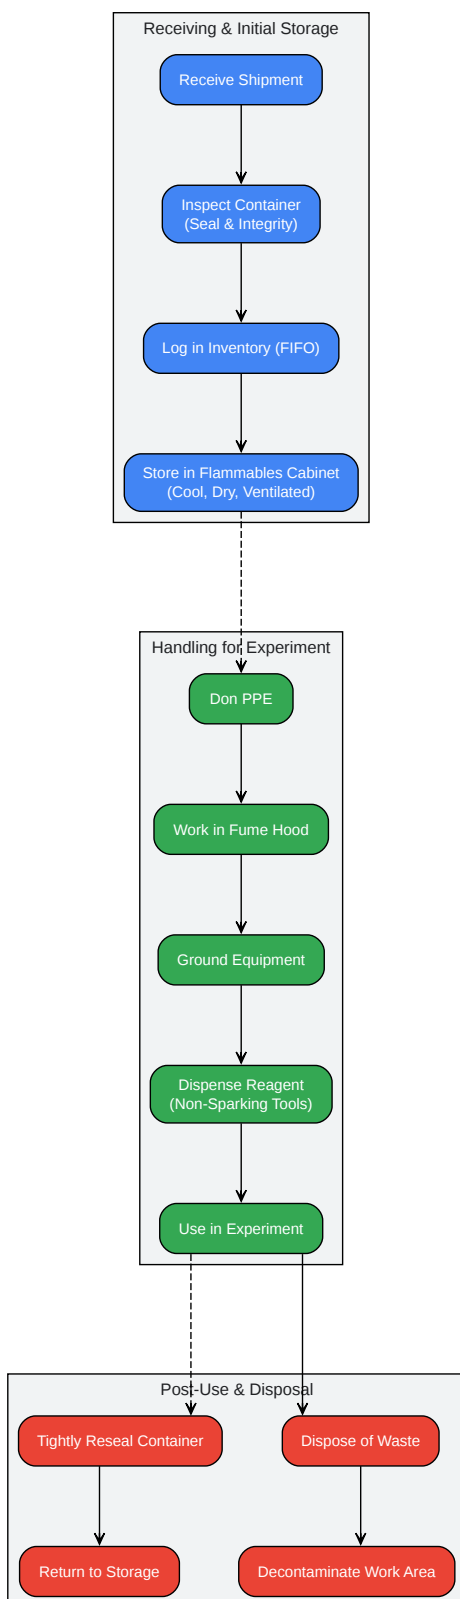 Receiving & Initial Storage
Receive Shipment
Inspect Container
(Seal & Integrity)
Log in Inventory (FIFO)
Store in Flammables Cabinet
(Cool, Dry, Ventilated)
Handling for Experiment
Don PPE
Work in Fume Hood
Ground Equipment
Dispense Reagent
(Non-Sparking Tools)
Use in Experiment
Post-Use & Disposal
Tightly Reseal Container
Dispose of Waste
Return to Storage
Decontaminate Work Area